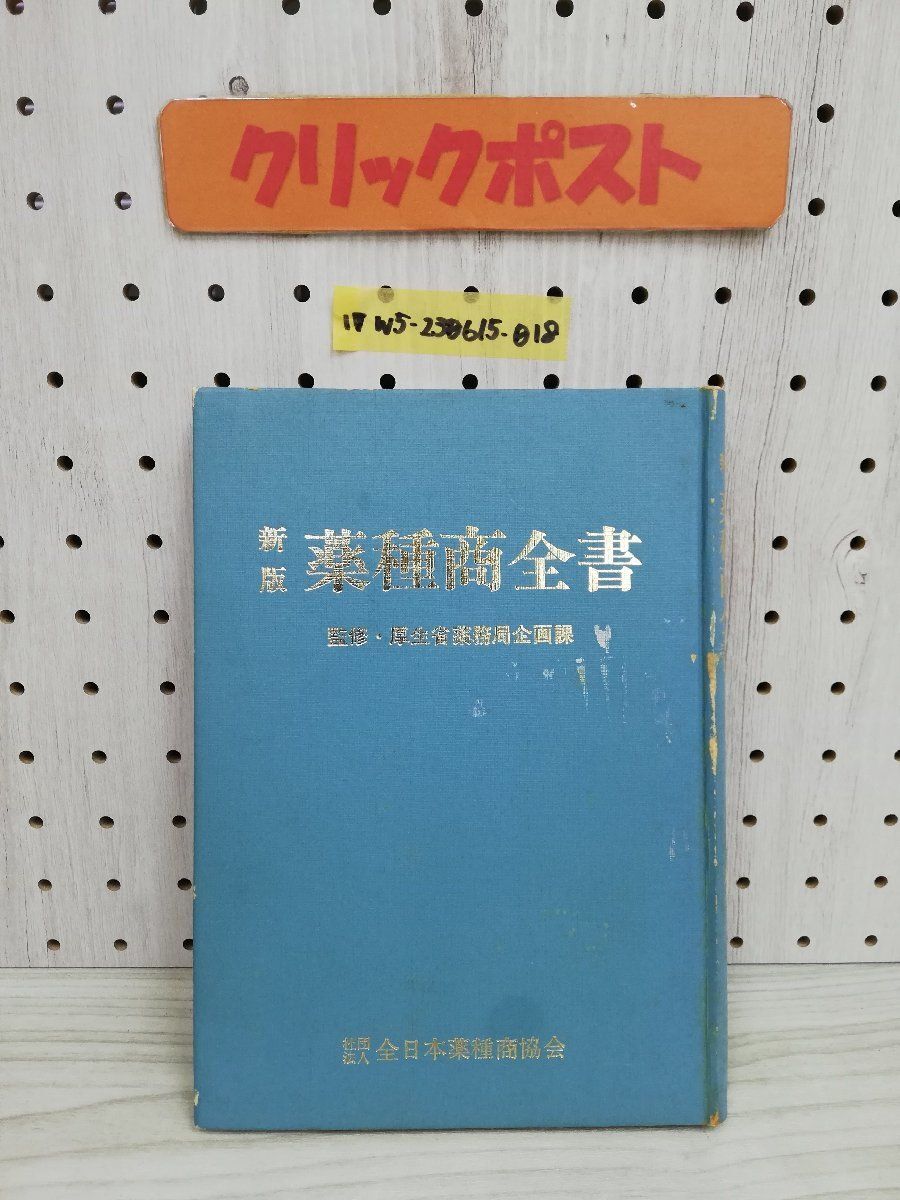 クリックポスト
1▽ W5-230615-018
新版 薬種商全書
監修・厚生省薬務局企画課
社団法人 全日本薬種商協会